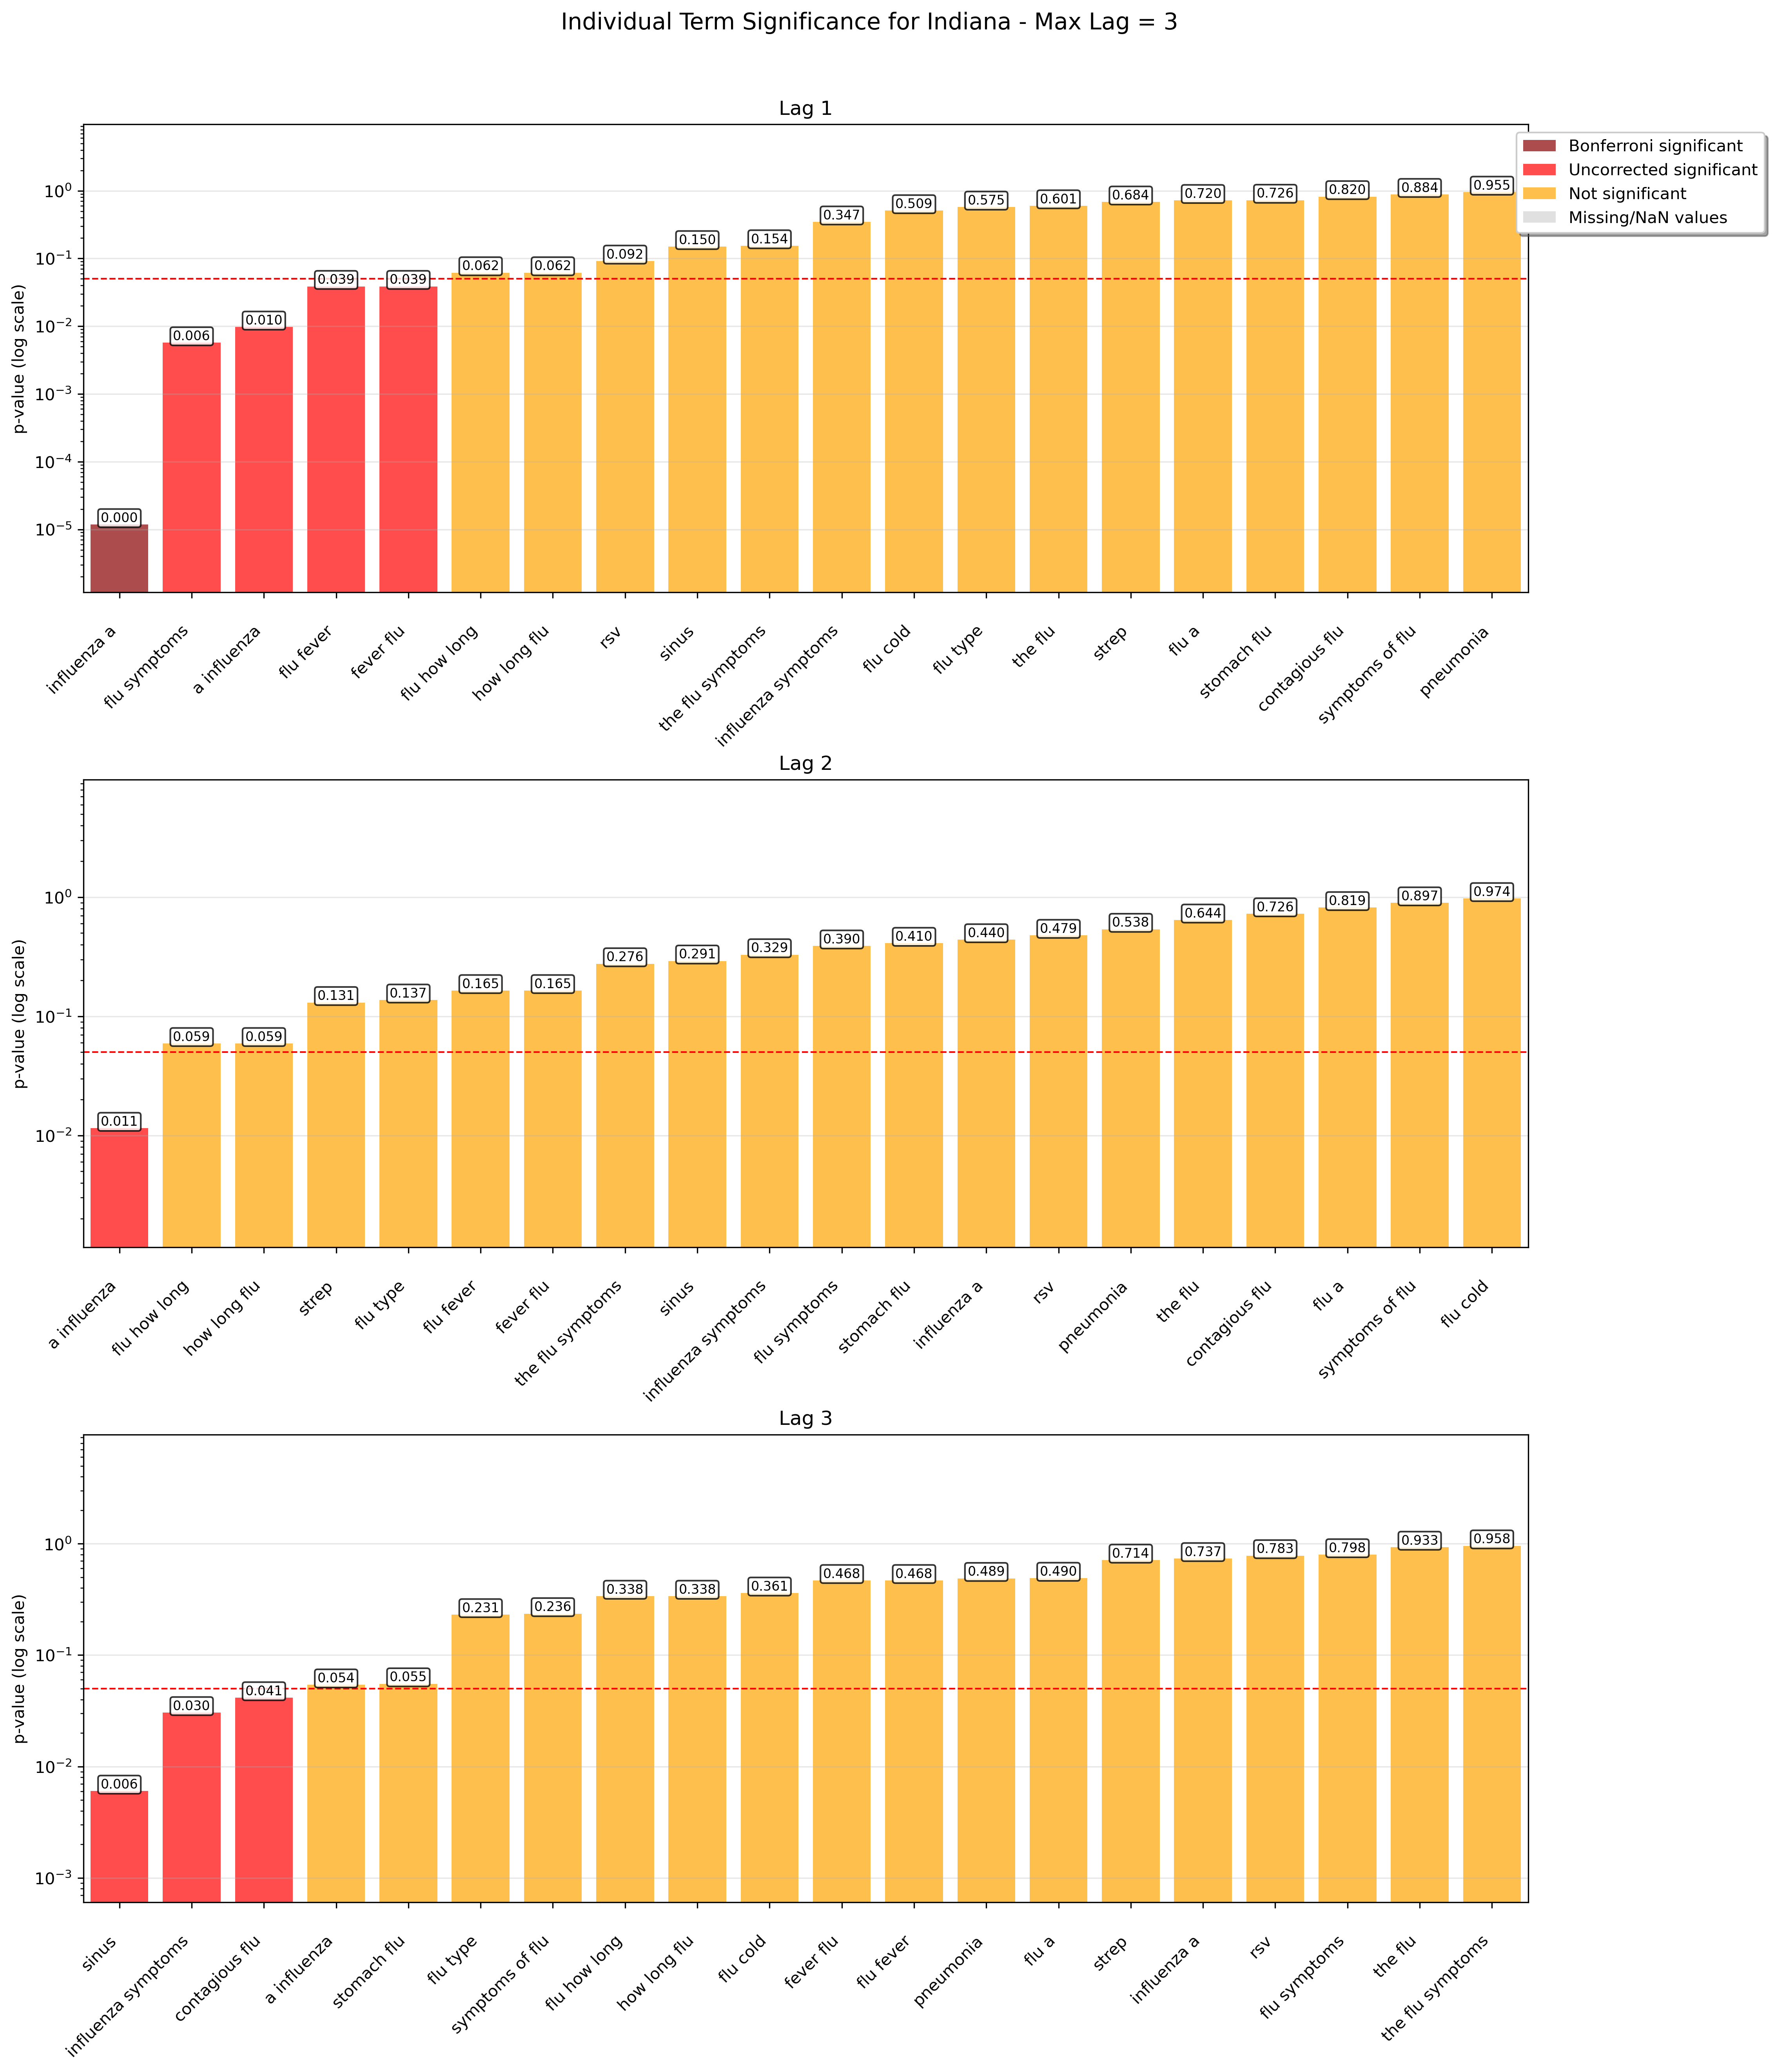 Individual Term Significance for Indiana - Max Lag = 3
Lag 1
Bonferroni significant
Uncorrected significant
Not significant
Missing/NaN values
p-value (log scale)
10⁰
10⁻¹
10⁻²
10⁻³
10⁻⁴
10⁻⁵
0.000
0.006
0.010
0.039
0.039
0.062
0.062
0.092
0.150
0.154
0.347
0.509
0.575
0.601
0.684
0.720
0.726
0.820
0.884
0.955
influenza a
flu symptoms
a influenza
flu fever
fever flu
flu how long
how long flu
rsv
sinus
the flu symptoms
influenza symptoms
flu cold
flu type
the flu
strep
flu a
stomach flu
contagious flu
symptoms of flu
pneumonia
Lag 2
p-value (log scale)
10⁰
10⁻¹
10⁻²
0.011
0.059
0.059
0.131
0.137
0.165
0.165
0.276
0.291
0.329
0.390
0.410
0.440
0.479
0.538
0.644
0.726
0.819
0.897
0.974
a influenza
flu how long
how long flu
strep
flu type
flu fever
fever flu
the flu symptoms
sinus
influenza symptoms
flu symptoms
stomach flu
influenza a
rsv
pneumonia
the flu
contagious flu
flu a
symptoms of flu
flu cold
Lag 3
p-value (log scale)
10⁰
10⁻¹
10⁻²
10⁻³
0.006
0.030
0.041
0.054
0.055
0.231
0.236
0.338
0.338
0.361
0.468
0.468
0.489
0.490
0.714
0.737
0.783
0.798
0.933
0.958
sinus
influenza symptoms
contagious flu
a influenza
stomach flu
flu type
symptoms of flu
flu how long
how long flu
flu cold
fever flu
flu fever
pneumonia
flu a
strep
influenza a
rsv
flu symptoms
the flu
the flu symptoms